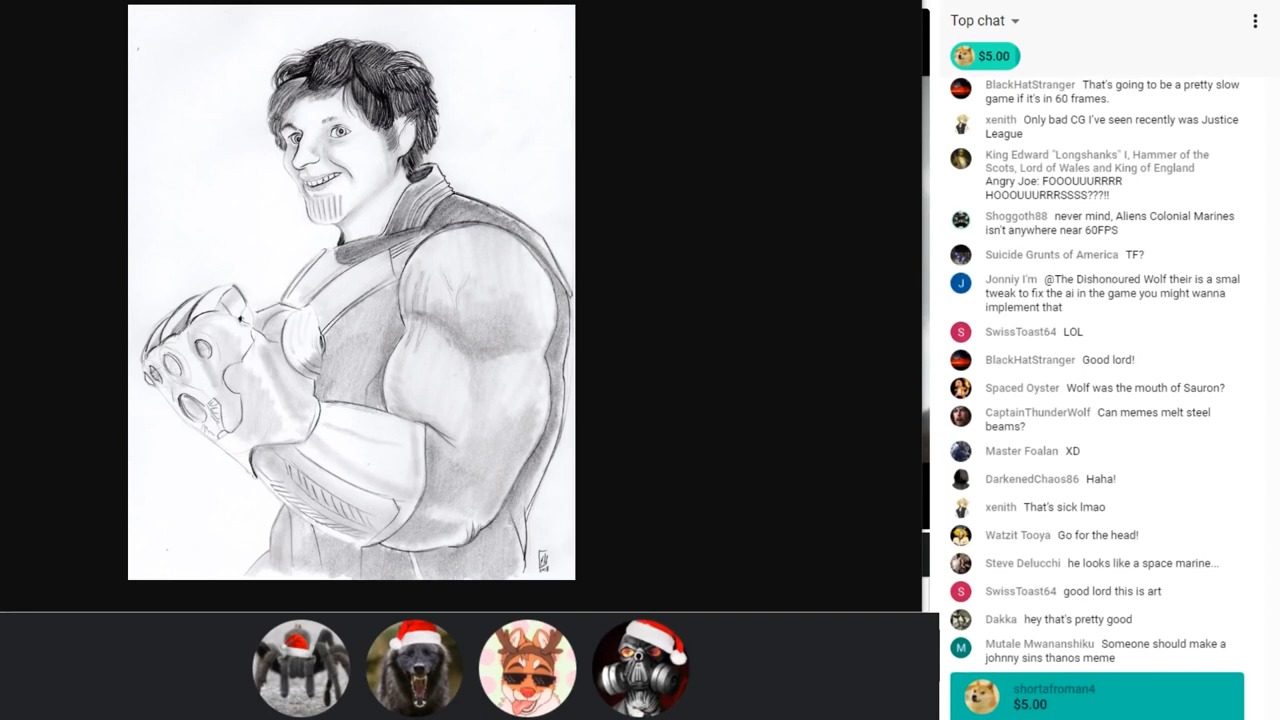 Top chat
$5.00
BlackHatStranger That's going to be a pretty slow
game if it's in 60 frames.
xenith Only bad CG I've seen recently was Justice
League
King Edward "Longshanks" I, Hammer of the
Scots, Lord of Wales and King of England
Angry Joe: FOOOUUURRRR
HOOOUUURRRSSSS???!!
Shoggoth88 never mind, Aliens Colonial Marines
isn't anywhere near 60FPS
Suicide Grunts of America TF?
J Jonniy I'm @The Dishonoured Wolf their is a smal
tweak to fix the ai in the game you might wanna
implement that
S SwissToast64 LOL
BlackHatStranger Good lord!
Spaced Oyster Wolf was the mouth of Sauron?
CaptainThunderWolf Can memes melt steel
beams?
Master Foalan XD
DarkenedChaos86 Haha!
xenith That's sick lmao
Watzit Tooya Go for the head!
Steve Delucchi he looks like a space marine...
S SwissToast64 good lord this is art
Dakka hey that's pretty good
M Mutale Mwananshiku Someone should make a
johnny sins thanos meme
shortafroman4
$5.00